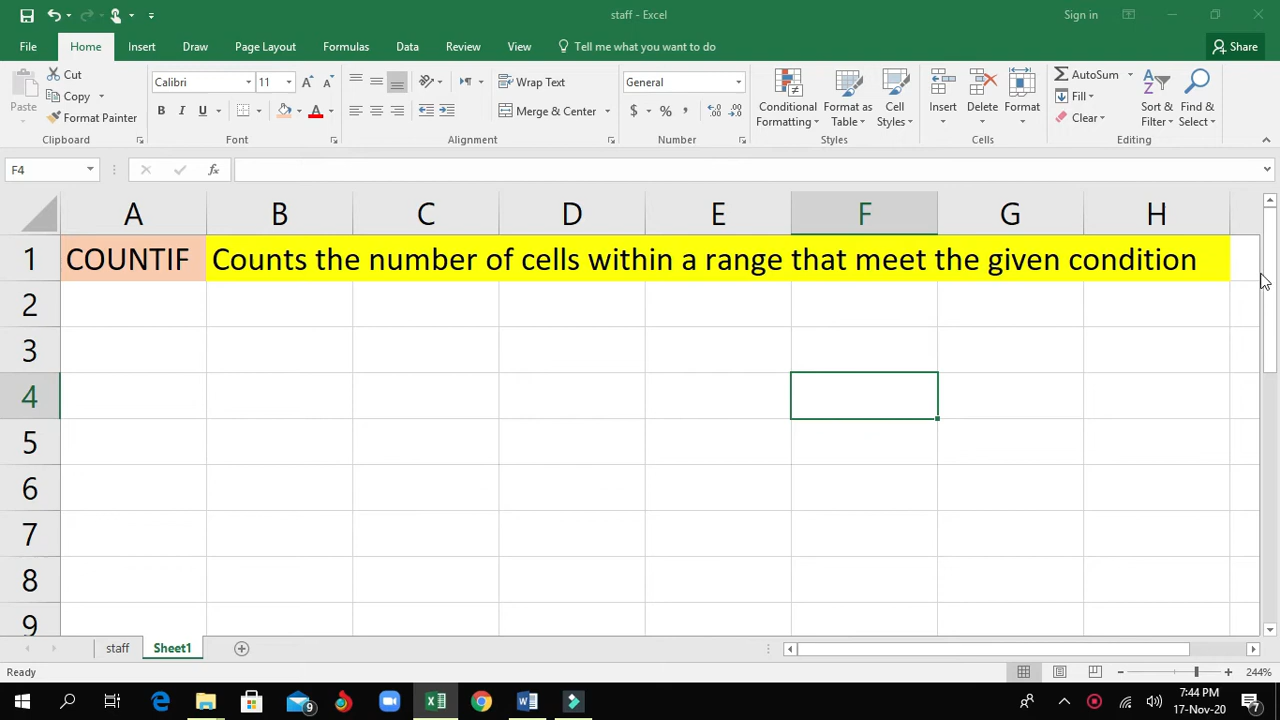 staff - Excel
Sign in
File Home Insert Draw Page Layout Formulas Data Review View Tell me what you want to do Share
Paste
Cut
Copy
Format Painter
Calibri 11
B I U
A A
A
Wrap Text
Merge & Center
General
$ % ,
Conditional Formatting
Format as Table
Cell Styles
Insert
Delete
Format
AutoSum
Fill
Clear
Sort & Filter
Find & Select
Clipboard Font Alignment Number Styles Cells Editing
F4 fx
A B C D E F G H
1 COUNTIF Counts the number of cells within a range that meet the given condition
2
3
4
5
6
7
8
9
staff Sheet1
Ready 244%
9
7:44 PM
17-Nov-20
7